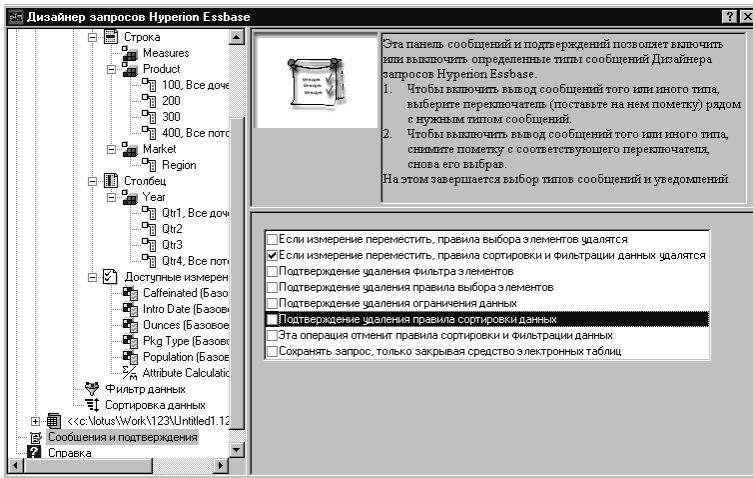 Дизайнер запросов Hyperion Essbase
Строка
Measures
Product
100, Все доче
200
300
400, Все пото
Market
Region
Столбец
Year
Qtr1, Все доче
Qtr2
Qtr3
Qtr4, Все пото
Доступные измерен
Caffeinated (Базо
Intro Date (Базов
Ounces (Базовое
Pkg Type (Базово
Population (Базов
Attribute Calculatic
Фильтр данных
Сортировка данных
<<c:\lotus\Work\123\Untitled1.12
Сообщения и подтверждения
Справка
Эта панель сообщений и подтверждений позволяет включить
или выключить определенные типы сообщений Дизайнера
запросов Hyperion Essbase.
1. Чтобы включить вывод сообщений того или иного типа,
выберите переключатель (поставьте на нем пометку) рядом
с нужным типом сообщений.
2. Чтобы выключить вывод сообщений того или иного типа,
снимите пометку с соответствующего переключателя,
снова его выбрав.
На этом завершается выбор типов сообщений и уведомлений.
Если измерение переместить, правила выбора элементов удалятся
Если измерение переместить, правила сортировки и фильтрации данных удалятся
Подтверждение удаления фильтра элементов
Подтверждение удаления правила выбора элементов
Подтверждение удаления ограничения данных
Подтверждение удаления правила сортировки данных
Эта операция отменит правила сортировки и фильтрации данных
Сохранять запрос, только закрывая средство электронных таблиц